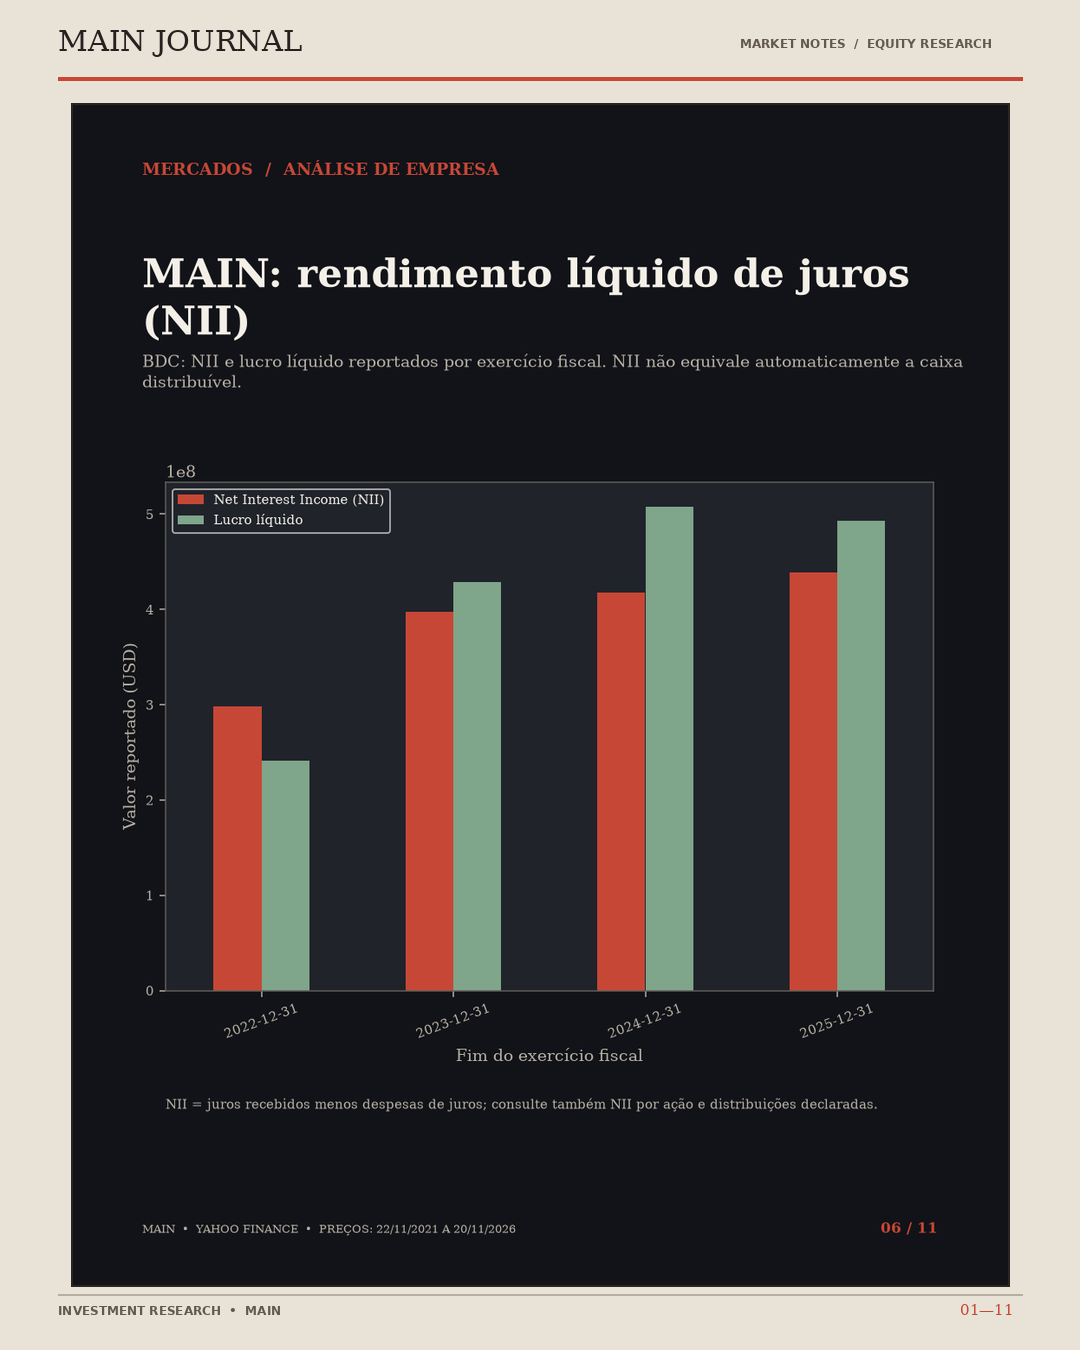 MAIN JOURNAL
MARKET NOTES / EQUITY RESEARCH
MERCADOS / ANÁLISE DE EMPRESA
MAIN: rendimento líquido de juros
(NII)
BDC: NII e lucro líquido reportados por exercício fiscal. NII não equivale automaticamente a caixa
distribuível.
1e8
Net Interest Income (NII)
Lucro líquido
5
4
3
2
1
0
Valor reportado (USD)
2022-12-31
2023-12-31
2024-12-31
2025-12-31
Fim do exercício fiscal
NII = juros recebidos menos despesas de juros; consulte também NII por ação e distribuições declaradas.
MAIN • YAHOO FINANCE • PREÇOS: 22/11/2021 A 20/11/2026
06 / 11
INVESTMENT RESEARCH • MAIN
01—11